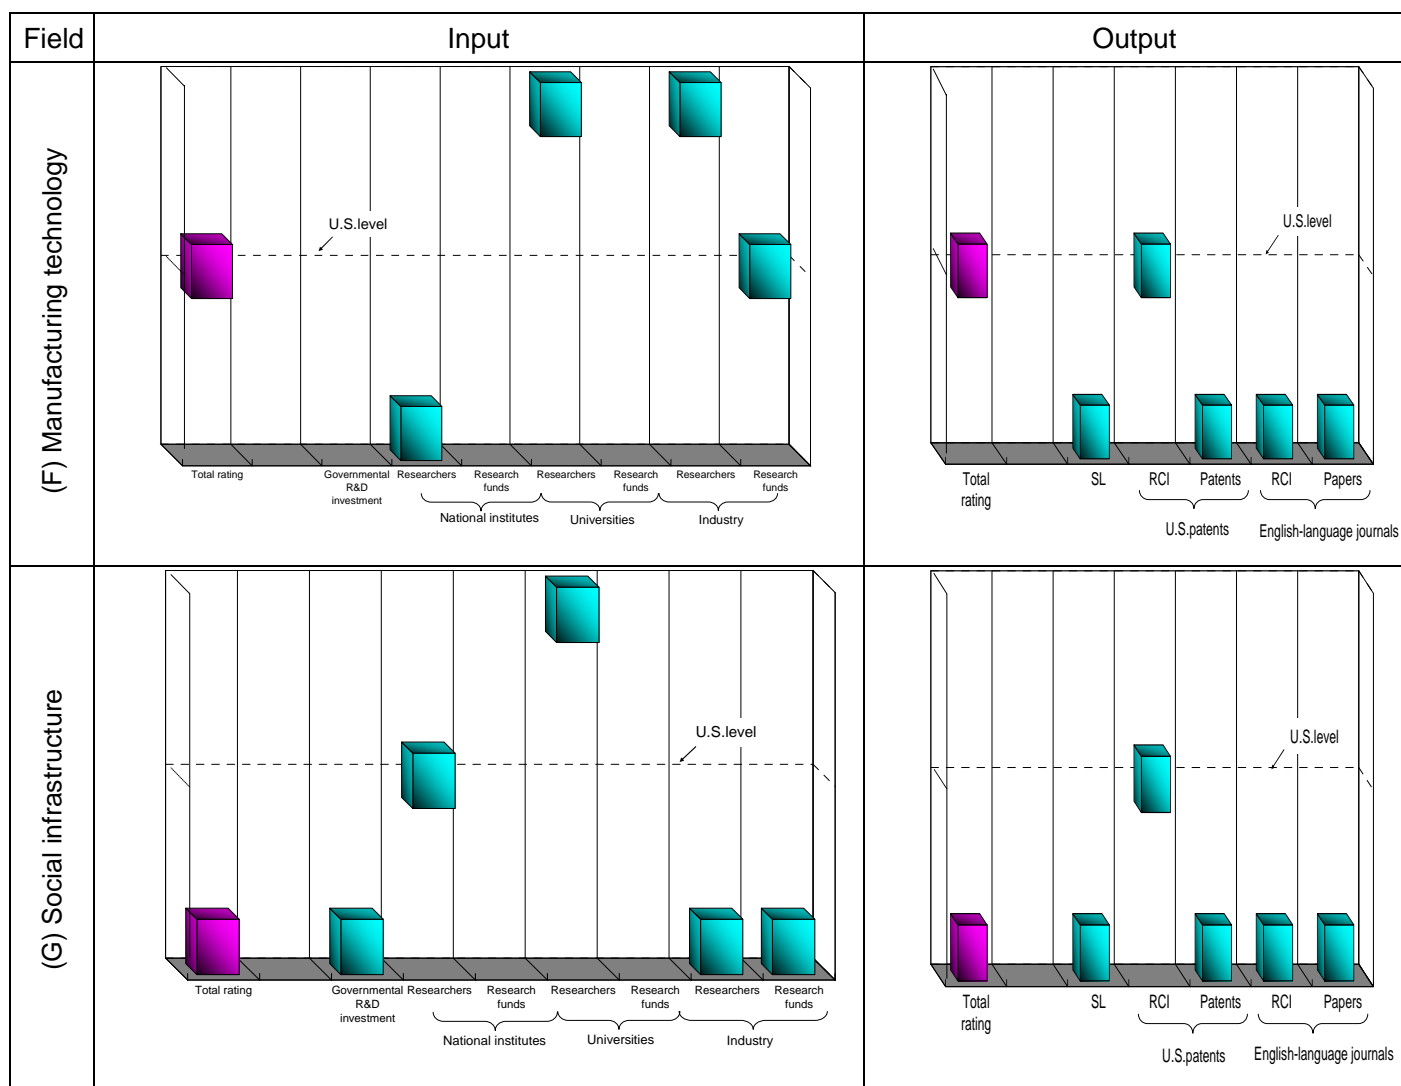 Field
Input
Output
(F) Manufacturing technology
U.S.level
Total rating
Governmental
R&D
investment
Researchers
Research
funds
Researchers
Research
funds
Researchers
Research
funds
National institutes
Universities
Industry
U.S.level
Total
rating
SL
RCI
Patents
RCI
Papers
U.S.patents
English-language journals
(G) Social infrastructure
U.S.level
Total rating
Governmental
R&D
investment
Researchers
Research
funds
Researchers
Research
funds
Researchers
Research
funds
National institutes
Universities
Industry
U.S.level
Total
rating
SL
RCI
Patents
RCI
Papers
U.S.patents
English-language journals